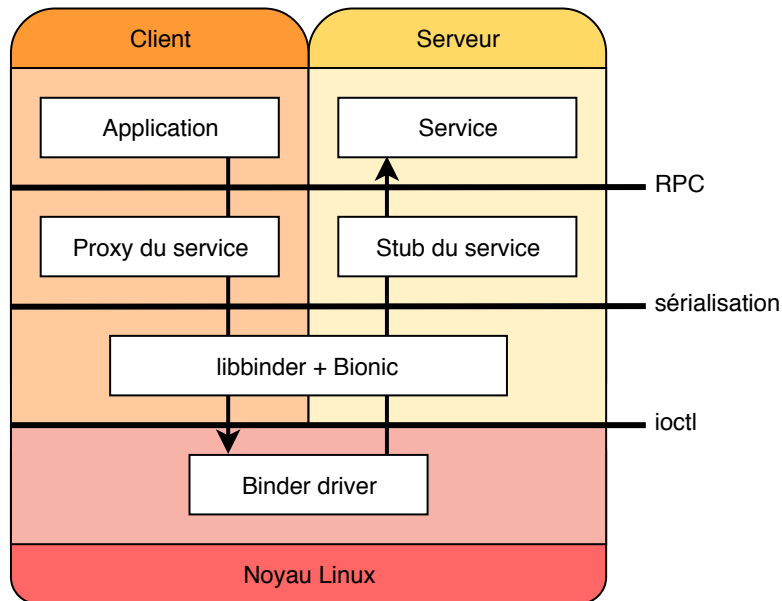 Client
Serveur
Application
Service
RPC
Proxy du service
Stub du service
sérialisation
libbinder + Bionic
ioctl
Binder driver
Noyau Linux